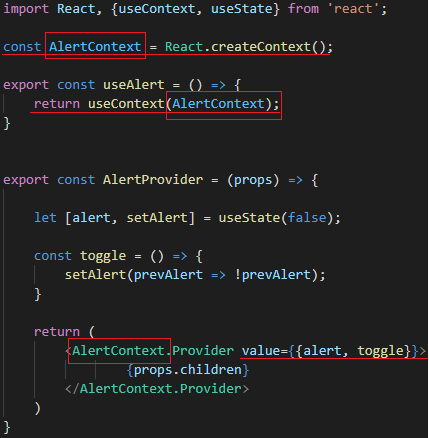 import React, {useContext, useState} from 'react';
const AlertContext = React.createContext();
export const useAlert = () => {
return useContext(AlertContext);
}
export const AlertProvider = (props) => {
let [alert, setAlert] = useState(false);
const toggle = () => {
setAlert(prevAlert => !prevAlert);
}
return (
<AlertContext.Provider value={{alert, toggle}}>
{props.children}
</AlertContext.Provider>
)
}